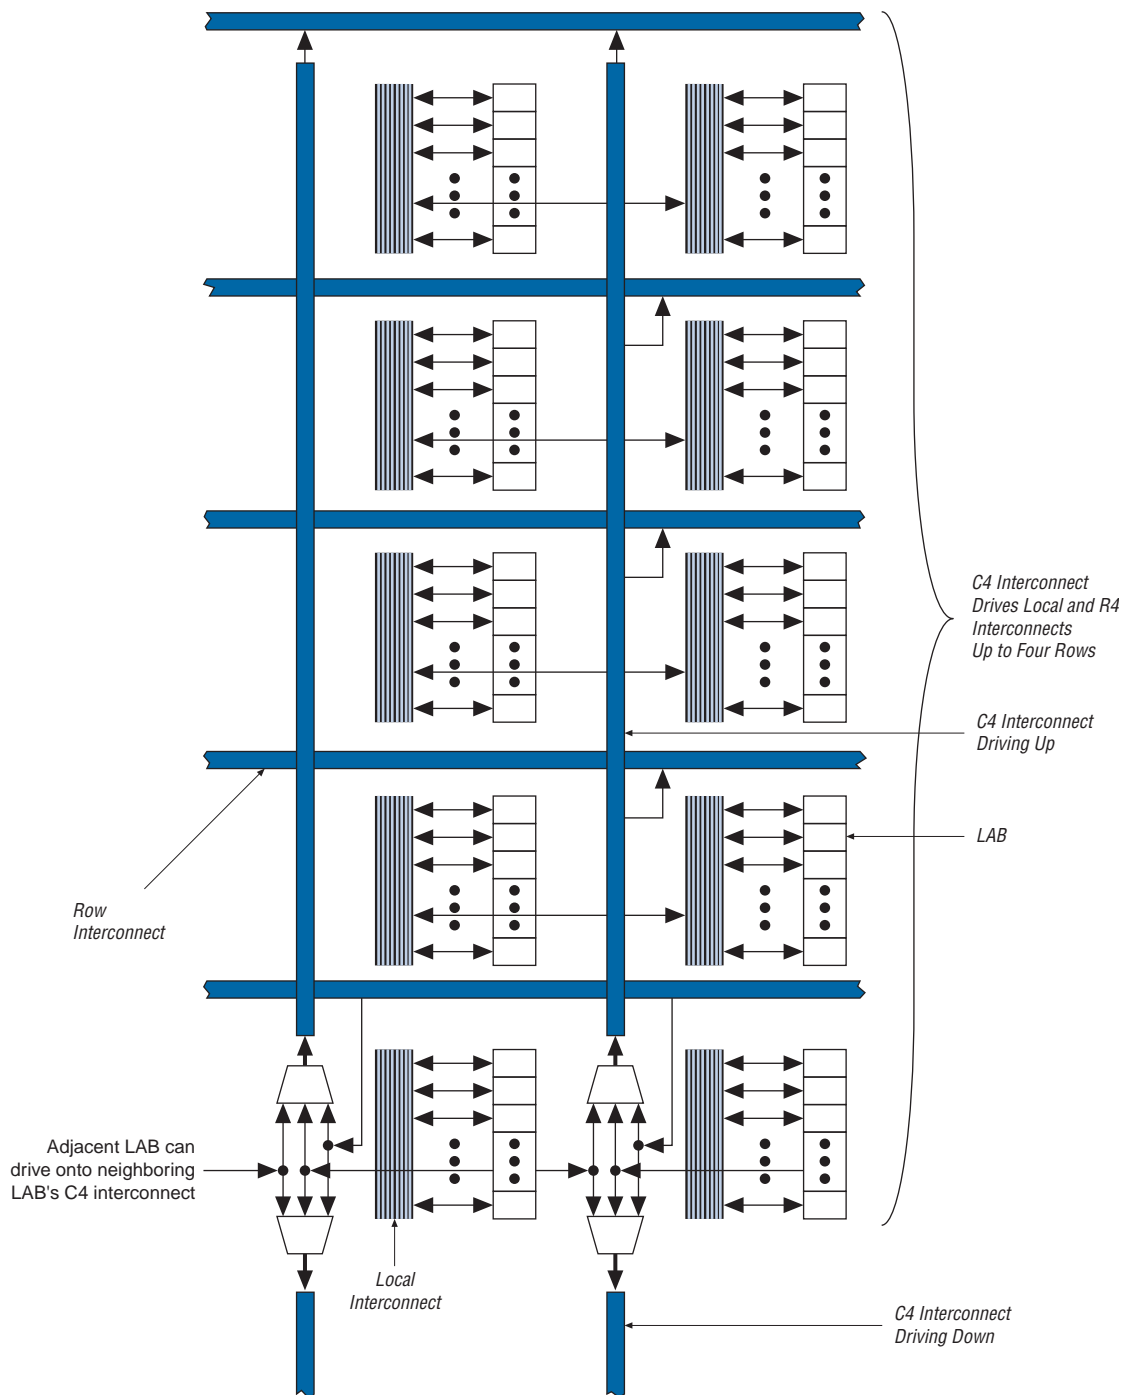 C4 Interconnect
Drives Local and R4
Interconnects
Up to Four Rows
C4 Interconnect
Driving Up
LAB
Row
Interconnect
Adjacent LAB can
drive onto neighboring
LAB's C4 interconnect
Local
Interconnect
C4 Interconnect
Driving Down